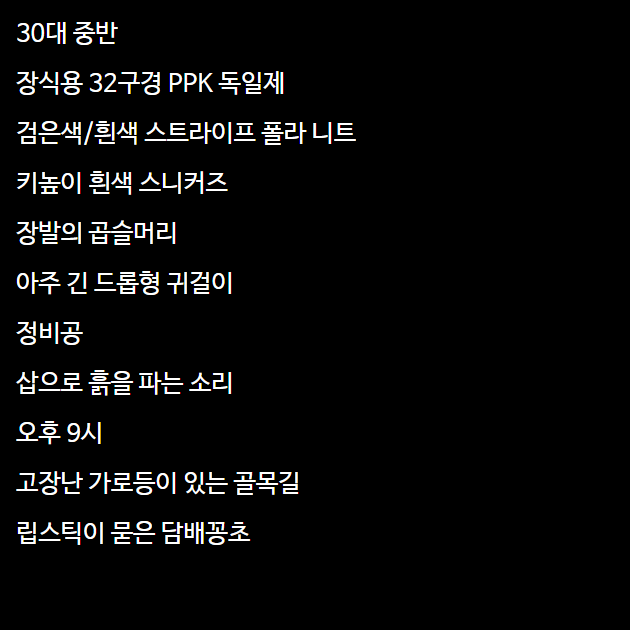 30대 중반
장식용 32구경 PPK 독일제
검은색/흰색 스트라이프 폴라 니트
키높이 흰색 스니커즈
장발의 곱슬머리
아주 긴 드롭형 귀걸이
정비공
삽으로 흙을 파는 소리
오후 9시
고장난 가로등이 있는 골목길
립스틱이 묻은 담배꽁초